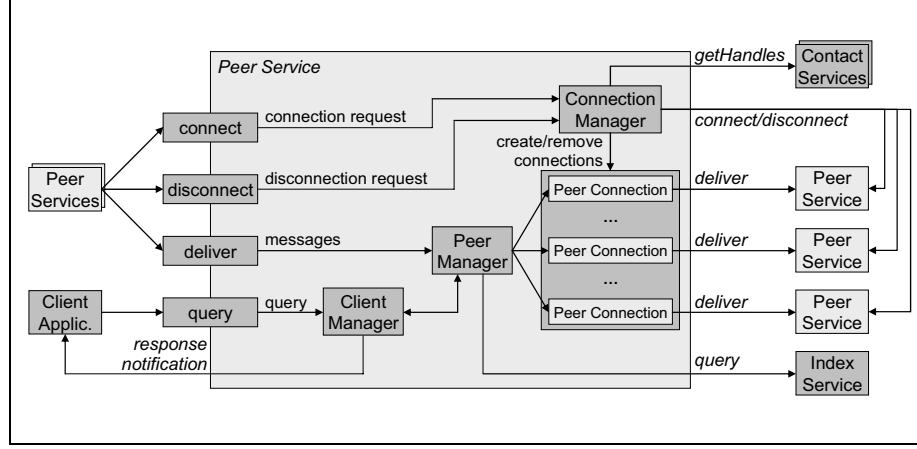 Peer Service
getHandles
Contact
Services
connect
connection request
Connection
Manager
connect/disconnect
create/remove
connections
Peer
Services
disconnect
disconnection request
Peer Connection
deliver
Peer
Service
...
deliver
messages
Peer
Manager
Peer Connection
deliver
Peer
Service
...
Client
Applic.
query
query
Client
Manager
Peer Connection
deliver
Peer
Service
response
notification
query
Index
Service